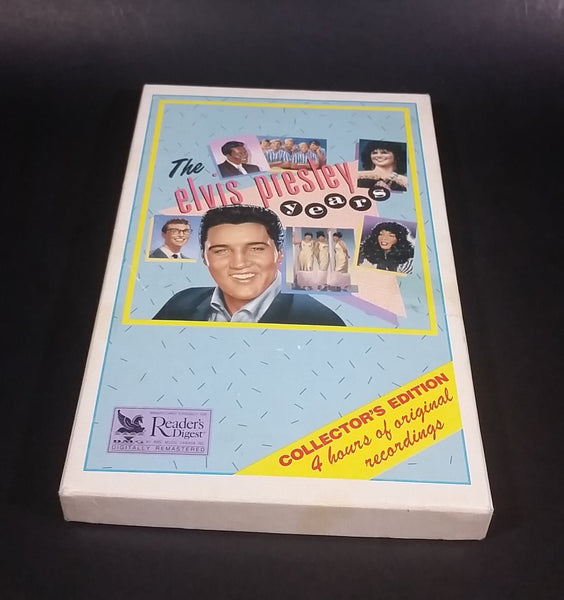 The
elvis presley
years
COLLECTOR'S EDITION
4 hours of original
recordings
Reader's
Digest
DIGITALLY REMASTERED